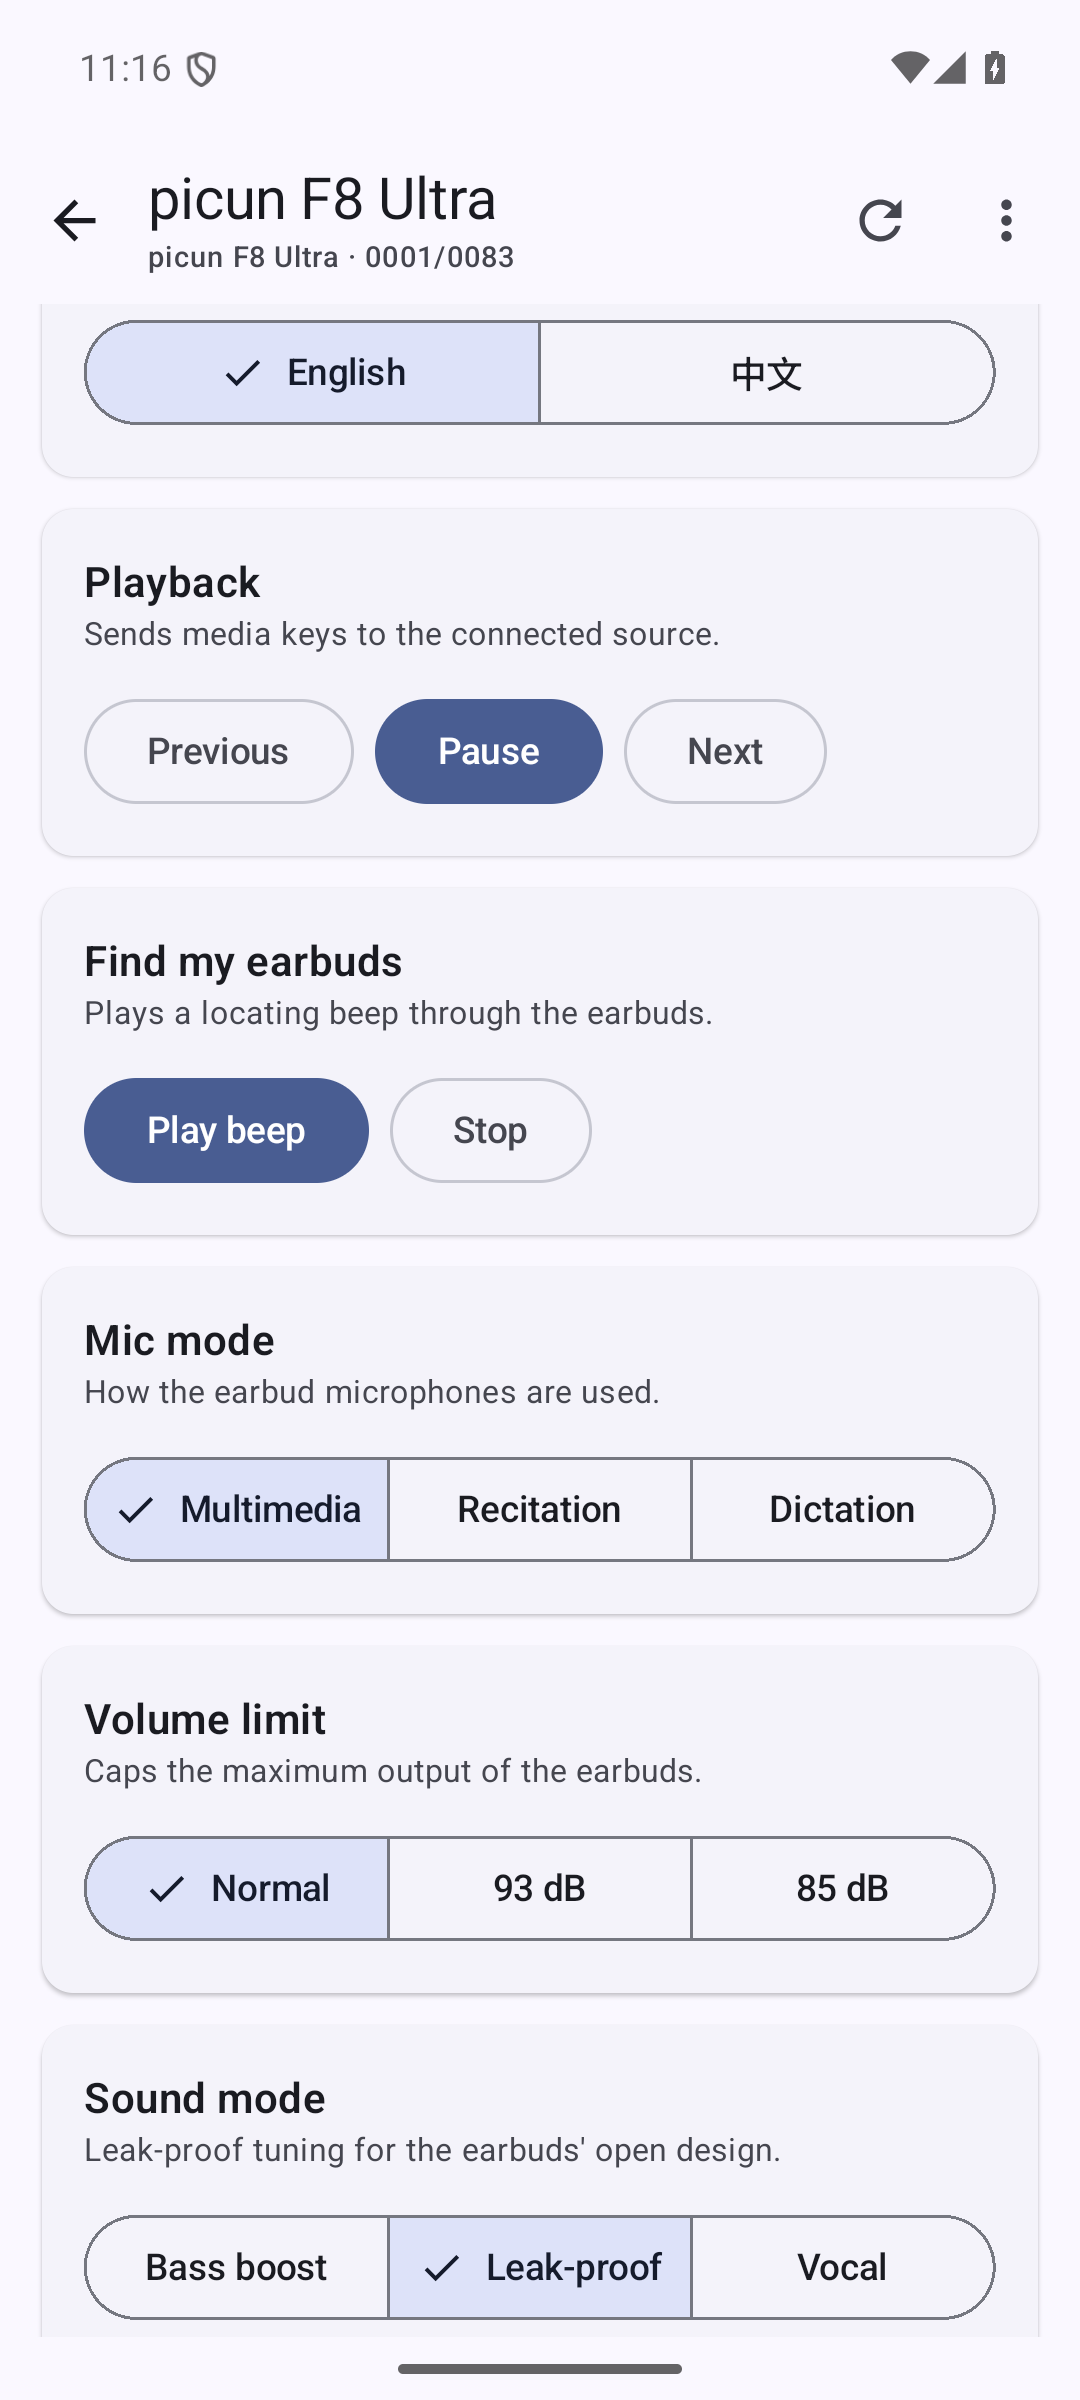 11:16
picun F8 Ultra
picun F8 Ultra · 0001/0083
English
中文
Playback
Sends media keys to the connected source.
Previous
Pause
Next
Find my earbuds
Plays a locating beep through the earbuds.
Play beep
Stop
Mic mode
How the earbud microphones are used.
Multimedia
Recitation
Dictation
Volume limit
Caps the maximum output of the earbuds.
Normal
93 dB
85 dB
Sound mode
Leak-proof tuning for the earbuds' open design.
Bass boost
Leak-proof
Vocal